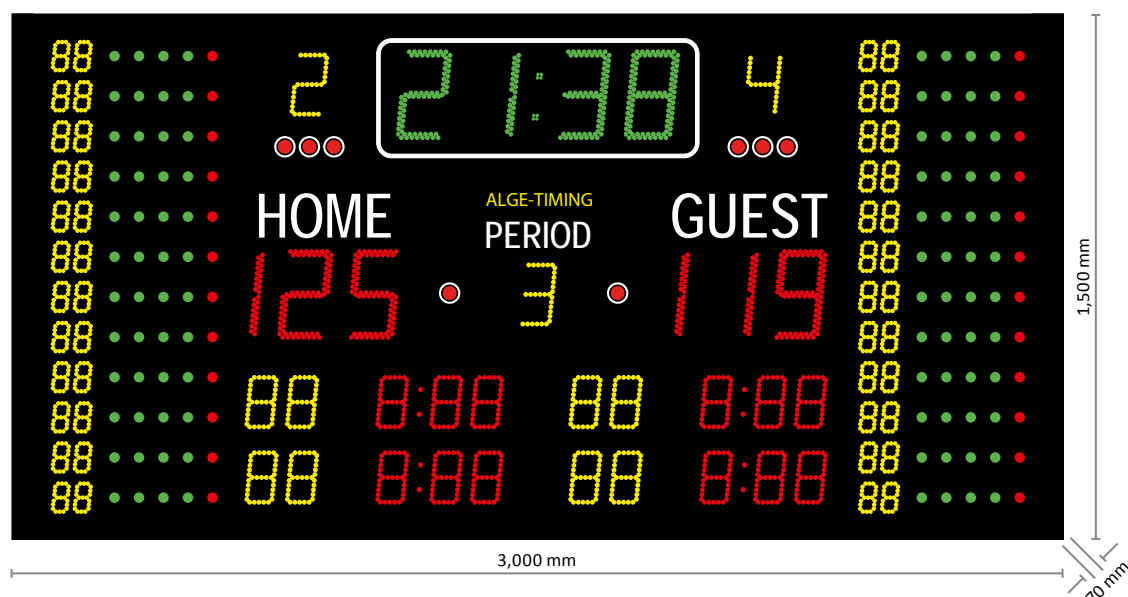 88 2 21:38 4 88
88 88
88 88
88 88
88 HOME ALGE-TIMING GUEST 88
PERIOD
88 125 3 119 88
88 88
88 88
88 88 8:88 88 8:88 88
88 88
88 88 8:88 88 8:88 88
88 88
1,500 mm
3,000 mm
70 mm